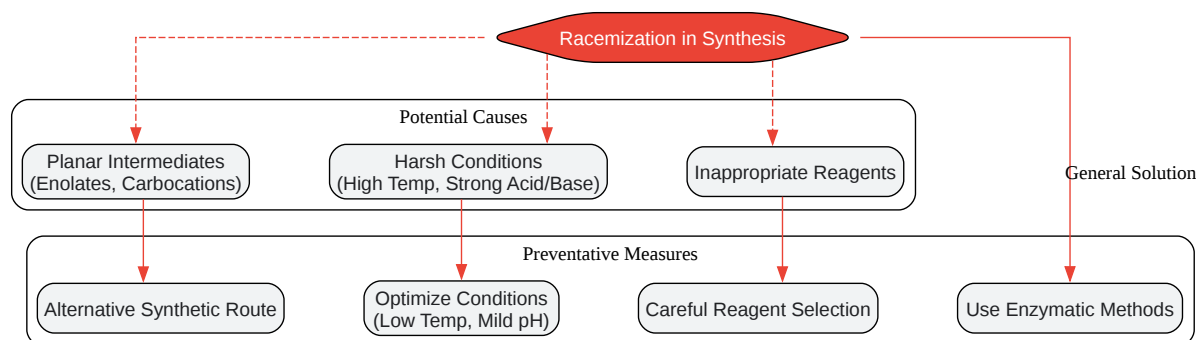 Racemization in Synthesis
Potential Causes
Planar Intermediates
(Enolates, Carbocations)
Harsh Conditions
(High Temp, Strong Acid/Base)
Inappropriate Reagents
General Solution
Preventative Measures
Alternative Synthetic Route
Optimize Conditions
(Low Temp, Mild pH)
Careful Reagent Selection
Use Enzymatic Methods